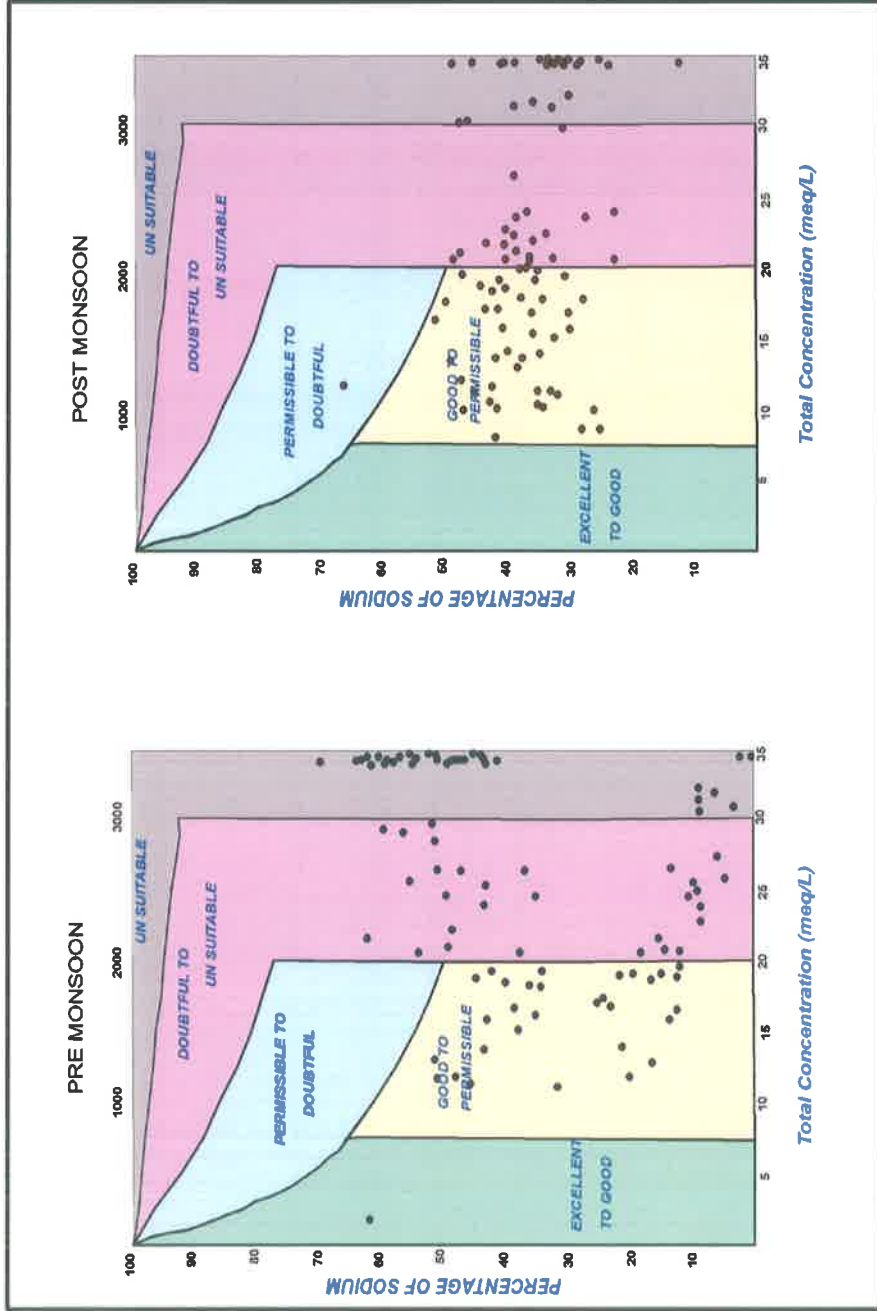 PRE MONSOON
1000
2000
3000
UN SUITABLE
DOUBTFUL TO
UN SUITABLE
PERMISSIBLE TO
DOUBTFUL
GOOD TO
PERMISSIBLE
EXCELLENT
TO GOOD
100
90
80
70
60
50
40
30
20
10
PERCENTAGE OF SODIUM
5
10
15
20
25
30
35
Total Concentration (meq/L)
POST MONSOON
1000
2000
3000
UN SUITABLE
DOUBTFUL TO
UN SUITABLE
PERMISSIBLE TO
DOUBTFUL
GOOD TO
PERMISSIBLE
EXCELLENT
TO GOOD
100
90
80
70
60
50
40
30
20
10
PERCENTAGE OF SODIUM
5
10
15
20
25
30
35
Total Concentration (meq/L)